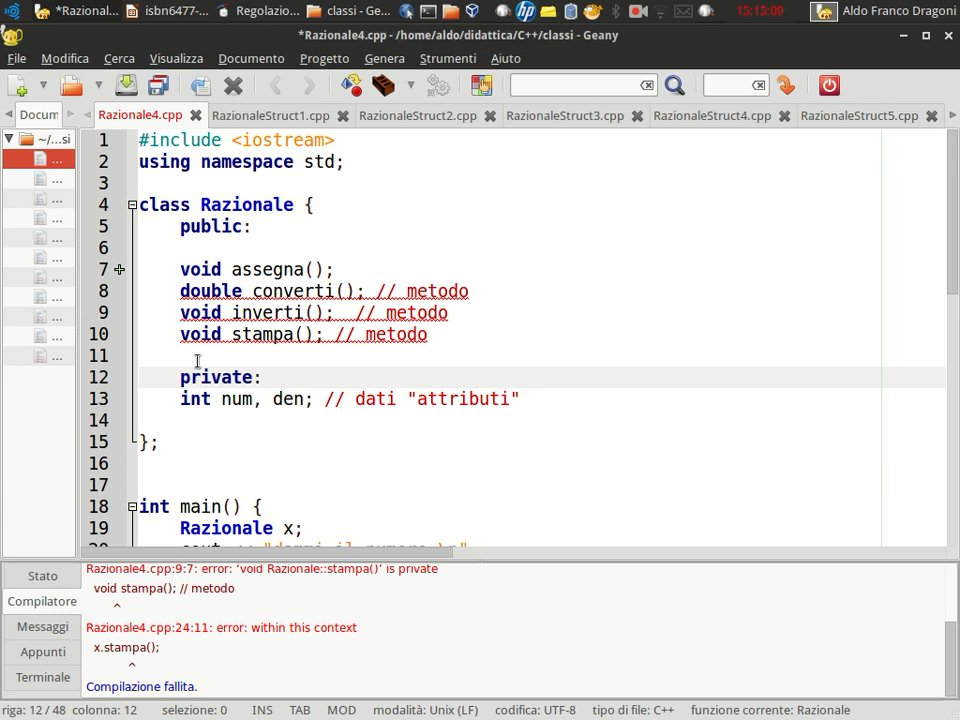 *Razional...
isbn6477-...
Regolazio...
classi - Ge...
15:15:09
Aldo Franco Dragoni
*Razionale4.cpp - /home/aldo/didattica/C++/classi - Geany
File Modifica Cerca Visualizza Documento Progetto Genera Strumenti Aiuto
Docum
Razionale4.cpp
RazionaleStruct1.cpp
RazionaleStruct2.cpp
RazionaleStruct3.cpp
RazionaleStruct4.cpp
RazionaleStruct5.cpp
~/...si
...
...
...
...
...
...
...
...
...
...
...
1 #include <iostream>
2 using namespace std;
3
4 class Razionale {
5 public:
6
7 void assegna();
8 double converti(); // metodo
9 void inverti(); // metodo
10 void stampa(); // metodo
11
12 private:
13 int num, den; // dati "attributi"
14
15 };
16
17
18 int main() {
19 Razionale x;
Stato
Compilatore
Messaggi
Appunti
Terminale
Razionale4.cpp:9:7: error: ‘void Razionale::stampa()’ is private
void stampa(); // metodo
^
Razionale4.cpp:24:11: error: within this context
x.stampa();
^
Compilazione fallita.
riga: 12 / 48 colonna: 12 selezione: 0 INS TAB MOD modalità: Unix (LF) codifica: UTF-8 tipo di file: C++ funzione corrente: Razionale